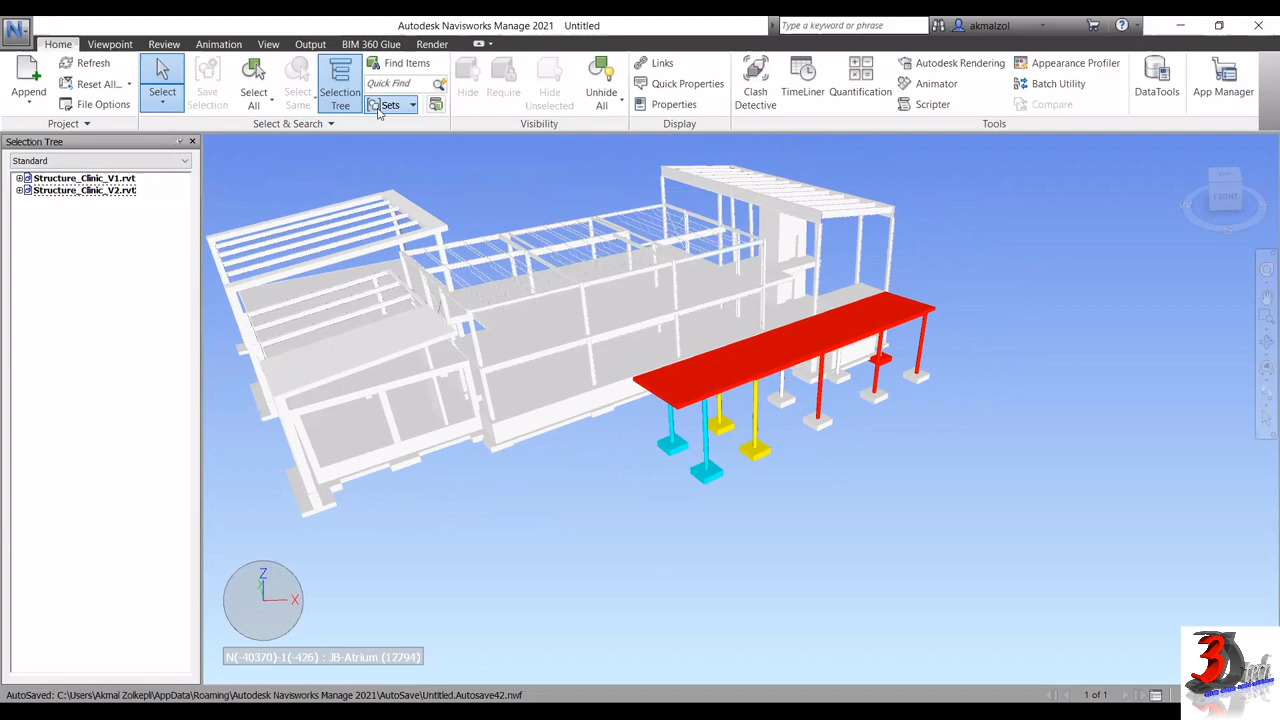 Autodesk Navisworks Manage 2021 Untitled
Type a keyword or phrase
akmalzol
Home Viewpoint Review Animation View Output BIM 360 Glue Render
Append
Refresh
Reset All...
File Options
Project
Select
Save Selection
Select All
Select Same
Selection Tree
Find Items
Quick Find
Sets
Select & Search
Hide
Require
Hide Unselected
Unhide All
Visibility
Links
Quick Properties
Properties
Display
Clash Detective
TimeLiner
Quantification
Autodesk Rendering
Animator
Scripter
Appearance Profiler
Batch Utility
Compare
Tools
DataTools
App Manager
Selection Tree
Standard
Structure_Clinic_V1.rvt
Structure_Clinic_V2.rvt
FRONT
Z
Y
X
N(-40370)-1(-426) : JB-Atrium (12794)
AutoSaved: C:\Users\Akmal Zolkepli\AppData\Roaming\Autodesk Navisworks Manage 2021\AutoSave\Untitled.Autosave42.nwf
1 of 1